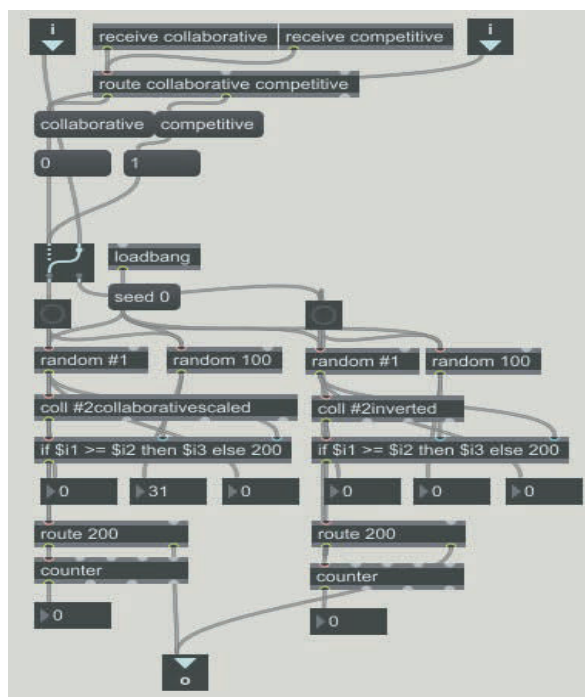 i receive collaborative receive competitive i
route collaborative competitive
collaborative competitive
0 1
loadbang
seed 0
random #1 random 100 random #1 random 100
coll #2collaborativescaled coll #2inverted
if $i1 >= $i2 then $i3 else 200 if $i1 >= $i2 then $i3 else 200
0 31 0 0 0 0
route 200 route 200
counter counter
0 0
o